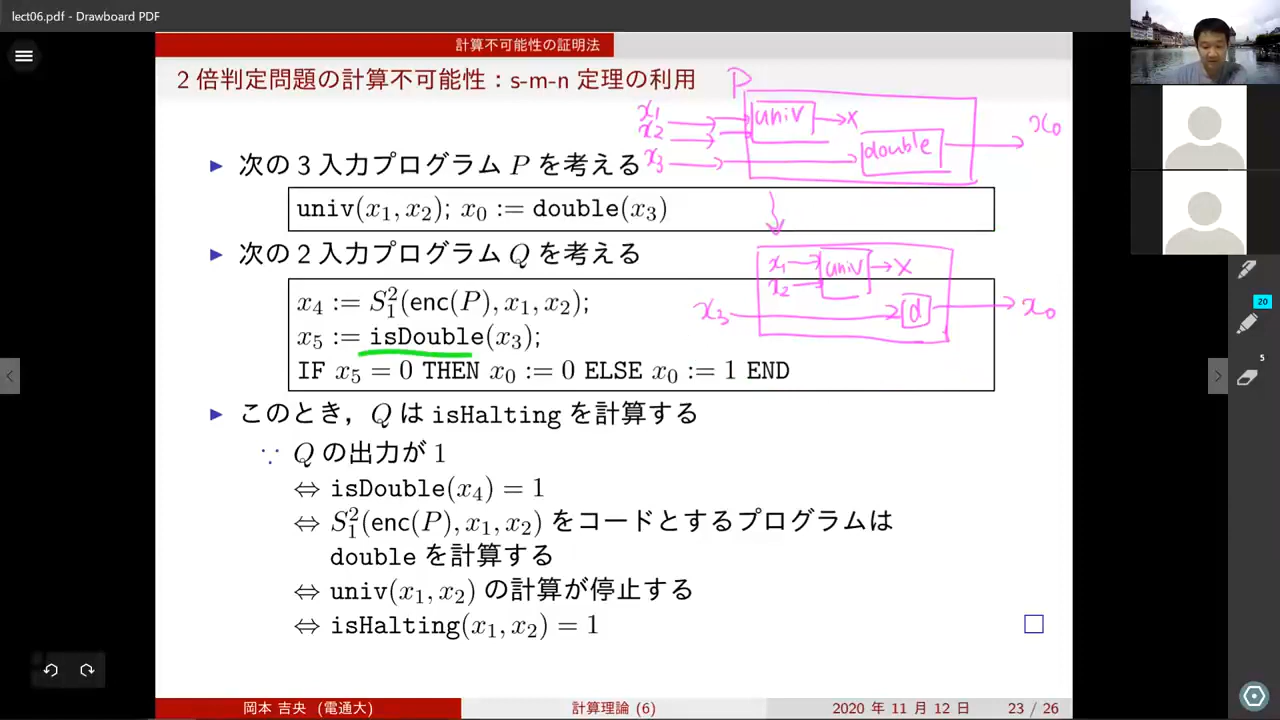 lect06.pdf - Drawboard PDF
計算不可能性の証明法
2 倍判定問題の計算不可能性:s-m-n 定理の利用
P
x1
x2
x3
univ → x
double
x0
次の 3 入力プログラム P を考える
univ(x₁, x₂); x₀ := double(x₃)
次の 2 入力プログラム Q を考える
x1
x2
univ → x
x3
d
x0
x₄ := S₁²(enc(P), x₁, x₂);
x₅ := isDouble(x₃);
IF x₅ = 0 THEN x₀ := 0 ELSE x₀ := 1 END
このとき,Q は isHalting を計算する
∵ Q の出力が 1
⇔ isDouble(x₄) = 1
⇔ S₁²(enc(P), x₁, x₂) をコードとするプログラムは
double を計算する
⇔ univ(x₁, x₂) の計算が停止する
⇔ isHalting(x₁, x₂) = 1
20
5
岡本 吉央 (電通大)
計算理論 (6)
2020 年 11 月 12 日
23 / 26